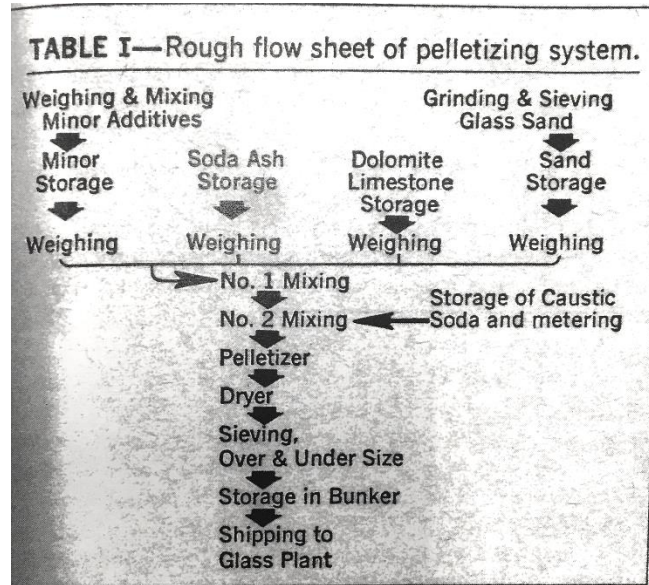 TABLE I—Rough flow sheet of pelletizing system.
Weighing & Mixing
Minor Additives
Grinding & Sieving
Glass Sand
Minor
Storage
Soda Ash
Storage
Dolomite
Limestone
Storage
Sand
Storage
Weighing
Weighing
Weighing
Weighing
No. 1 Mixing
No. 2 Mixing
Storage of Caustic
Soda and metering
Pelletizer
Dryer
Sieving,
Over & Under Size
Storage in Bunker
Shipping to
Glass Plant